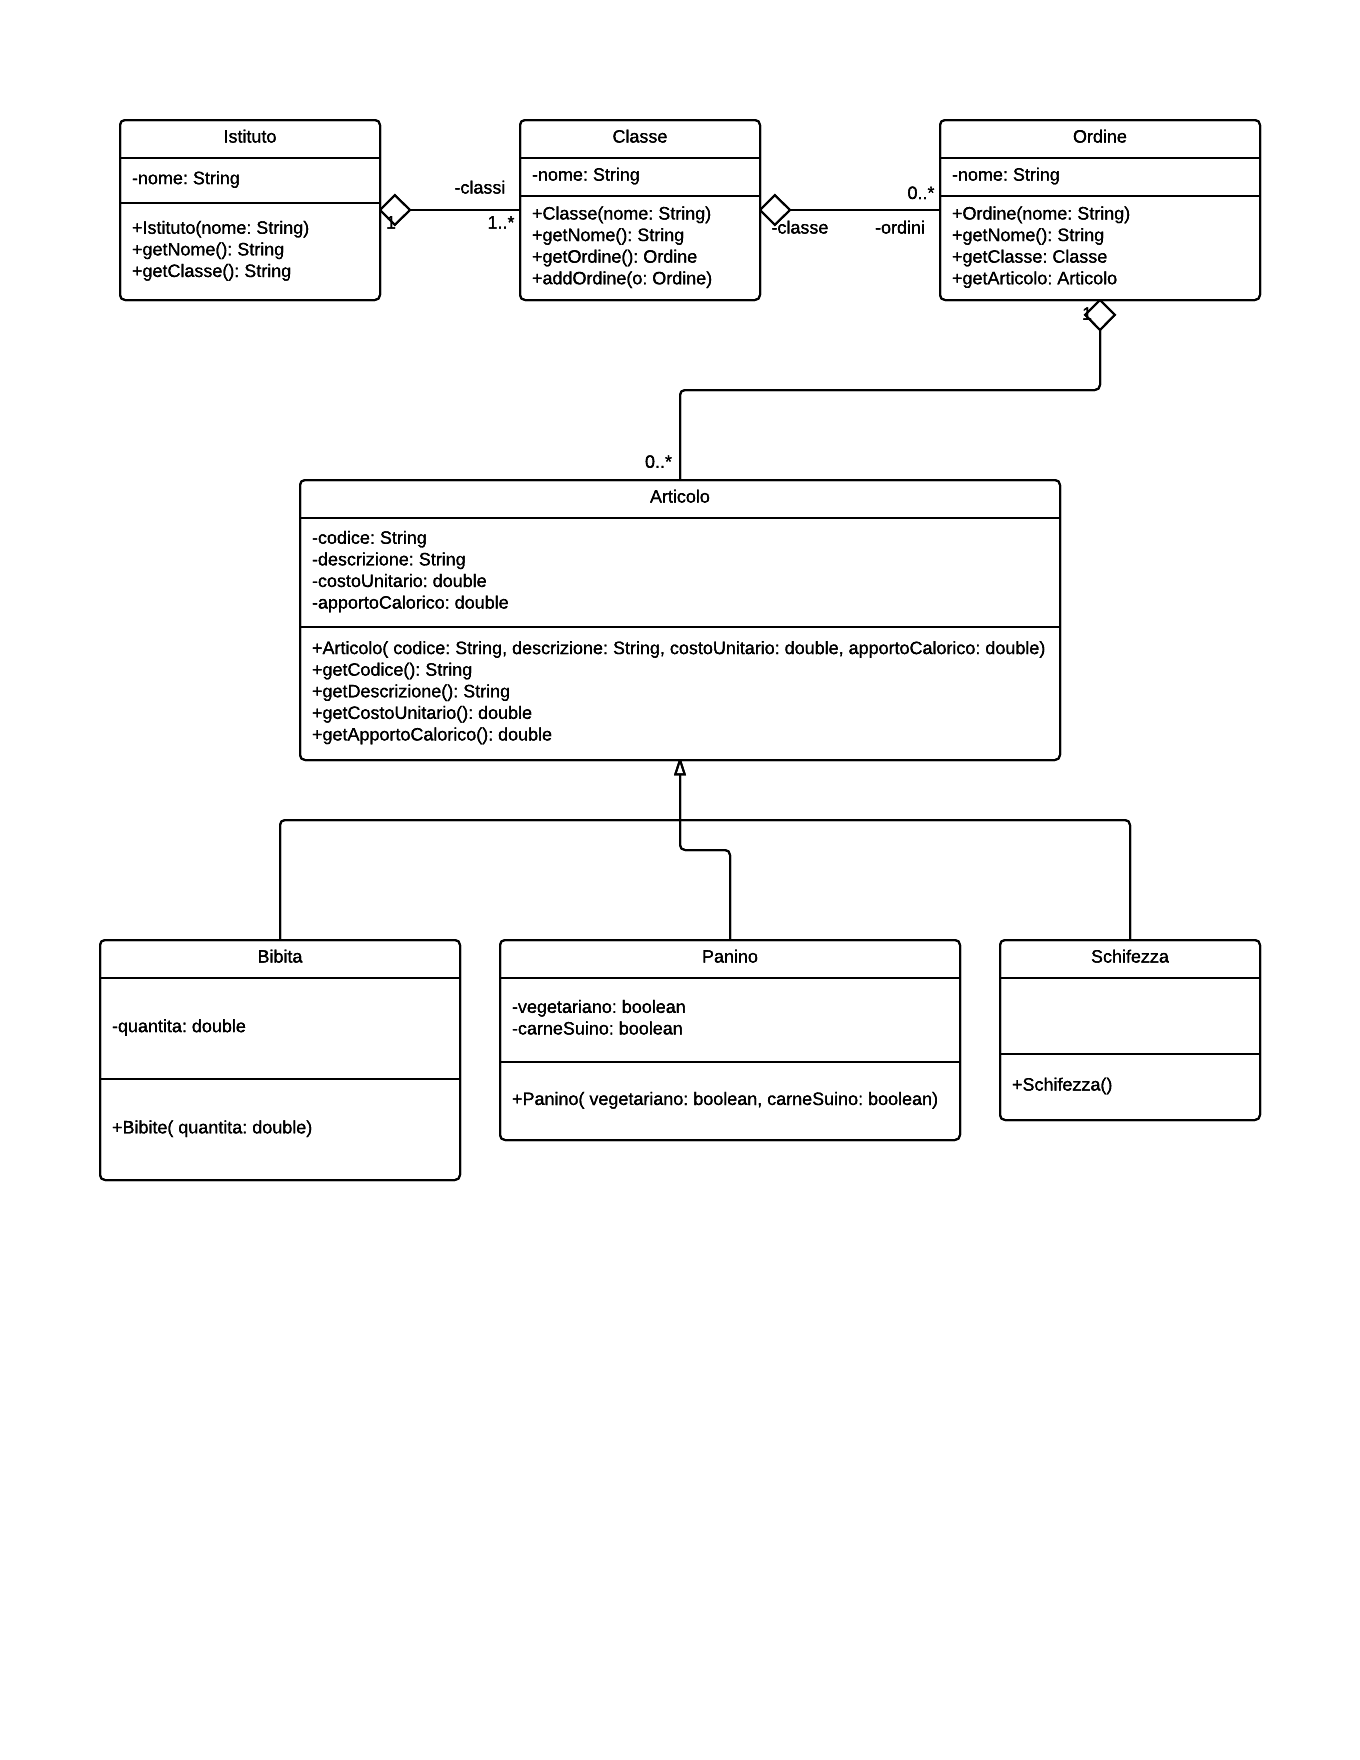 Istituto
-nome: String
+Istituto(nome: String)
+getNome(): String
+getClasse(): String
1
-classi
1..*
Classe
-nome: String
+Classe(nome: String)
+getNome(): String
+getOrdine(): Ordine
+addOrdine(o: Ordine)
-classe
0..*
-ordini
Ordine
-nome: String
+Ordine(nome: String)
+getNome(): String
+getClasse: Classe
+getArticolo: Articolo
1
0..*
Articolo
-codice: String
-descrizione: String
-costoUnitario: double
-apportoCalorico: double
+Articolo( codice: String, descrizione: String, costoUnitario: double, apportoCalorico: double)
+getCodice(): String
+getDescrizione(): String
+getCostoUnitario(): double
+getApportoCalorico(): double
Bibita
-quantita: double
+Bibite( quantita: double)
Panino
-vegetariano: boolean
-carneSuino: boolean
+Panino( vegetariano: boolean, carneSuino: boolean)
Schifezza
+Schifezza()